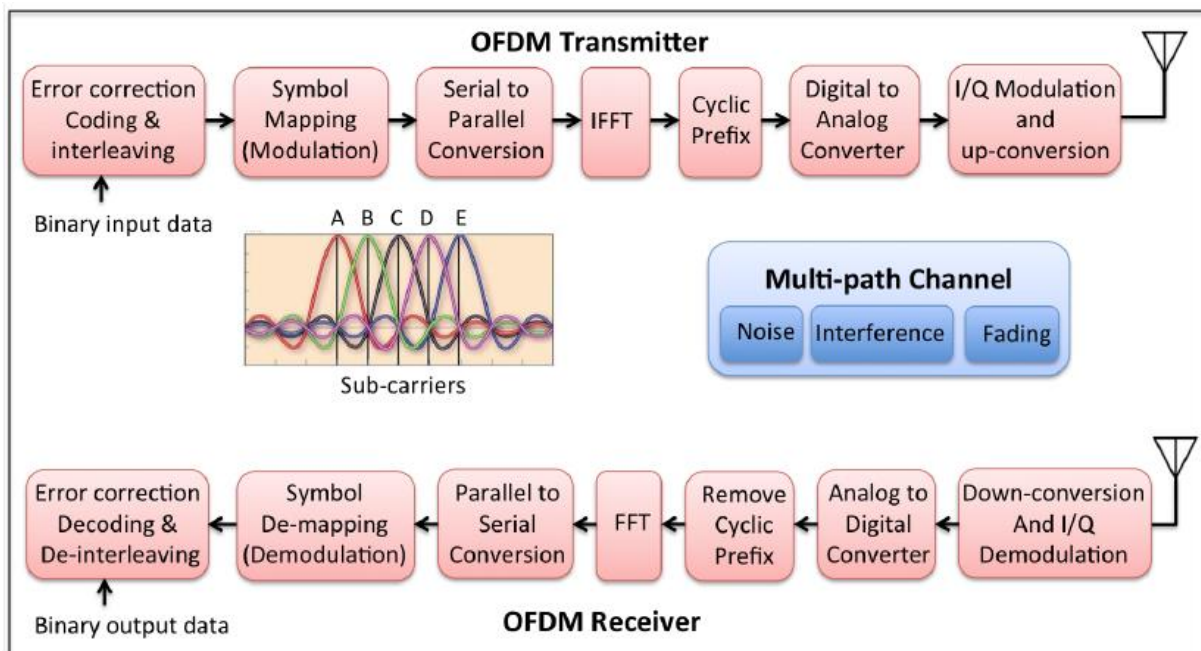 OFDM Transmitter
Error correction
Coding &
interleaving
Symbol
Mapping
(Modulation)
Serial to
Parallel
Conversion
IFFT
Cyclic
Prefix
Digital to
Analog
Converter
I/Q Modulation
and
up-conversion
Binary input data
A B C D E
Sub-carriers
Multi-path Channel
Noise
Interference
Fading
Error correction
Decoding &
De-interleaving
Symbol
De-mapping
(Demodulation)
Parallel to
Serial
Conversion
FFT
Remove
Cyclic
Prefix
Analog to
Digital
Converter
Down-conversion
And I/Q
Demodulation
Binary output data
OFDM Receiver